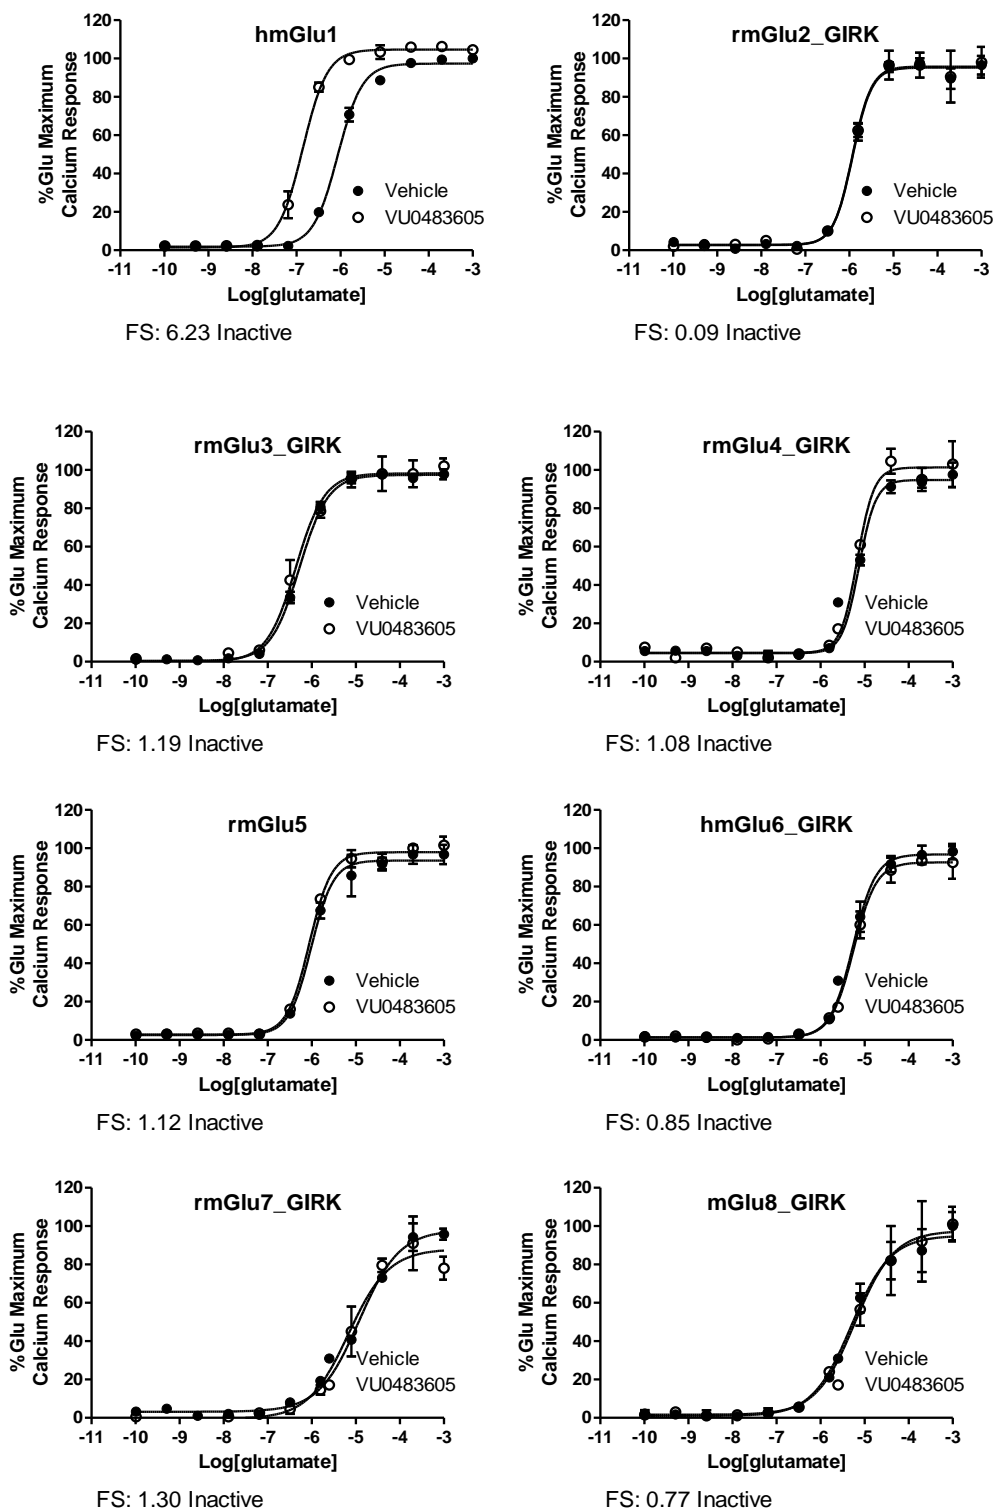 hmGlu1
%Glu Maximum
Calcium Response
120
100
80
60
40
20
0
-11 -10 -9 -8 -7 -6 -5 -4 -3
Vehicle
VU0483605
Log[glutamate]
FS: 6.23 Inactive
rmGlu2_GIRK
%Glu Maximum
Calcium Response
120
100
80
60
40
20
0
-11 -10 -9 -8 -7 -6 -5 -4 -3
Vehicle
VU0483605
Log[glutamate]
FS: 0.09 Inactive
rmGlu3_GIRK
%Glu Maximum
Calcium Response
120
100
80
60
40
20
0
-11 -10 -9 -8 -7 -6 -5 -4 -3
Vehicle
VU0483605
Log[glutamate]
FS: 1.19 Inactive
rmGlu4_GIRK
%Glu Maximum
Calcium Response
120
100
80
60
40
20
0
-11 -10 -9 -8 -7 -6 -5 -4 -3
Vehicle
VU0483605
Log[glutamate]
FS: 1.08 Inactive
rmGlu5
%Glu Maximum
Calcium Response
120
100
80
60
40
20
0
-11 -10 -9 -8 -7 -6 -5 -4 -3
Vehicle
VU0483605
Log[glutamate]
FS: 1.12 Inactive
hmGlu6_GIRK
%Glu Maximum
Calcium Response
120
100
80
60
40
20
0
-11 -10 -9 -8 -7 -6 -5 -4 -3
Vehicle
VU0483605
Log[glutamate]
FS: 0.85 Inactive
rmGlu7_GIRK
%Glu Maximum
Calcium Response
120
100
80
60
40
20
0
-11 -10 -9 -8 -7 -6 -5 -4 -3
Vehicle
VU0483605
Log[glutamate]
FS: 1.30 Inactive
mGlu8_GIRK
%Glu Maximum
Calcium Response
120
100
80
60
40
20
0
-11 -10 -9 -8 -7 -6 -5 -4 -3
Vehicle
VU0483605
Log[glutamate]
FS: 0.77 Inactive